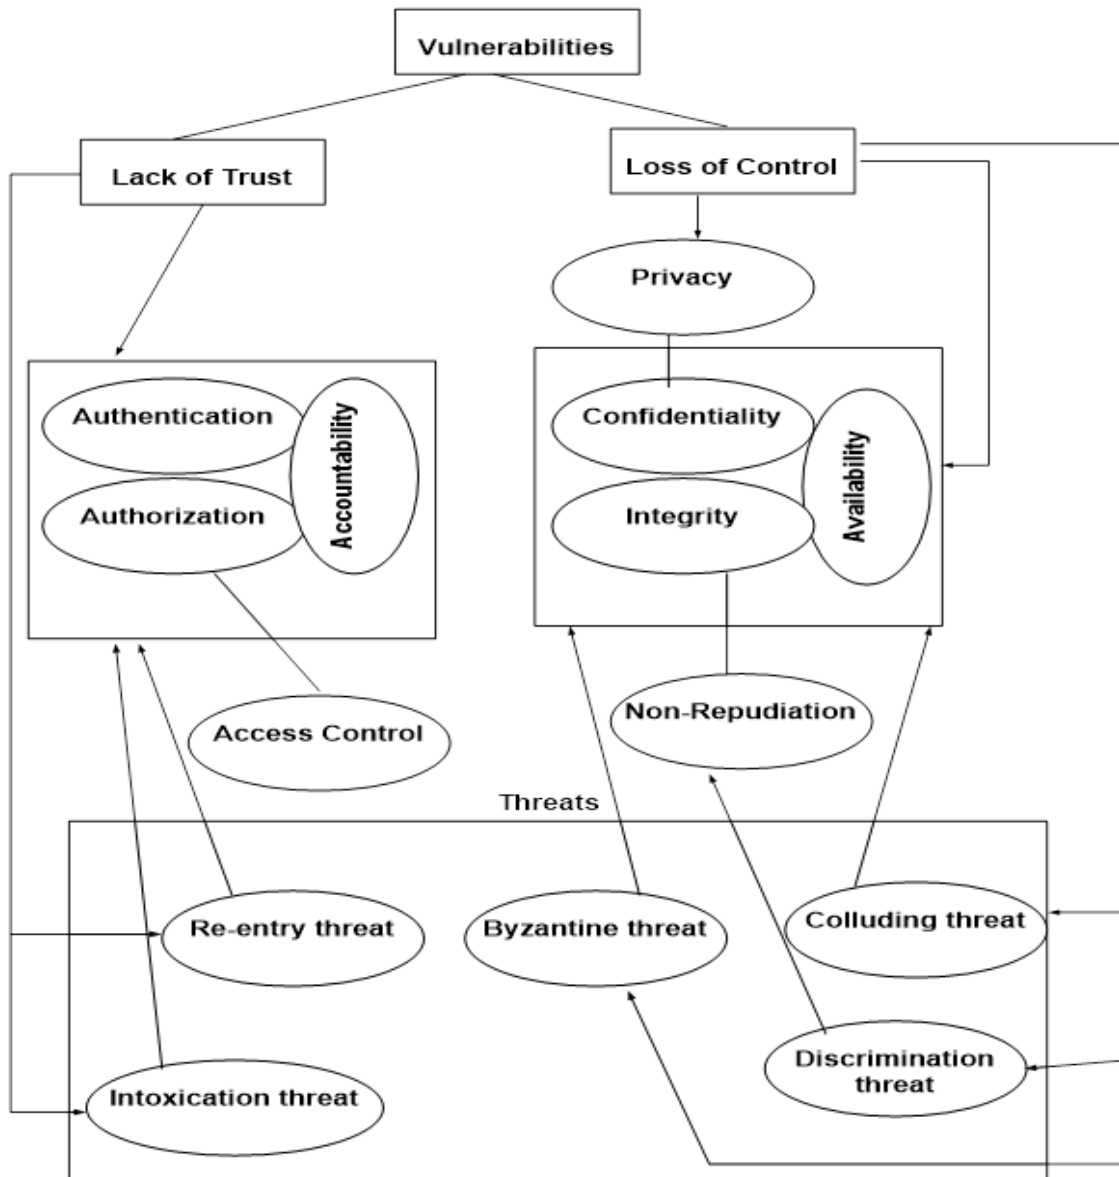 Vulnerabilities
Lack of Trust
Loss of Control
Privacy
Authentication
Authorization
Accountability
Confidentiality
Integrity
Availability
Access Control
Non-Repudiation
Threats
Re-entry threat
Byzantine threat
Colluding threat
Intoxication threat
Discrimination
threat